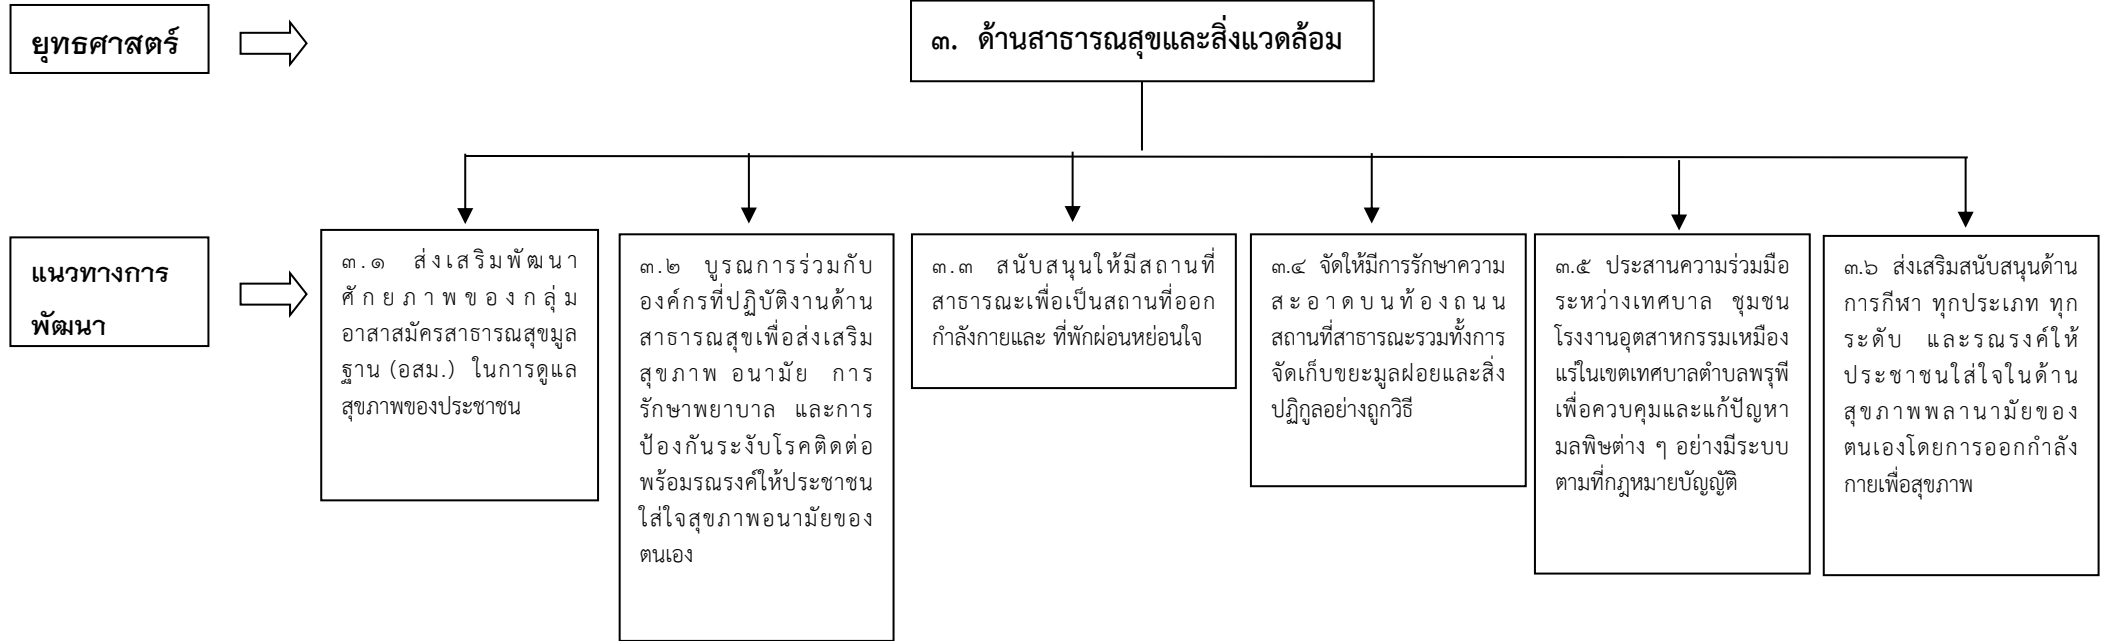 ยุทธศาสตร์
๓. ด้านสาธารณสุขและสิ่งแวดล้อม
แนวทางการ
พัฒนา
๓.๑ ส่งเสริมพัฒนา
ศักยภาพของกลุ่ม
อาสาสมัครสาธารณสุขมูล
ฐาน (อสม.) ในการดูแล
สุขภาพของประชาชน
๓.๒ บูรณการร่วมกับ
องค์กรที่ปฏิบัติงานด้าน
สาธารณสุขเพื่อส่งเสริม
สุขภาพ อนามัย การ
รักษาพยาบาล และการ
ป้องกันระงับโรคติดต่อ
พร้อมรณรงค์ให้ประชาชน
ใส่ใจสุขภาพอนามัยของ
ตนเอง
๓.๓ สนับสนุนให้มีสถานที่
สาธารณะเพื่อเป็นสถานที่ออก
กำลังกายและ ที่พักผ่อนหย่อนใจ
๓.๔ จัดให้มีการรักษาความ
สะอาดบนท้องถนน
สถานที่สาธารณะรวมทั้งการ
จัดเก็บขยะมูลฝอยและสิ่ง
ปฏิกูลอย่างถูกวิธี
๓.๕ ประสานความร่วมมือ
ระหว่างเทศบาล ชุมชน
โรงงานอุตสาหกรรมเหมือง
แร่ในเขตเทศบาลตำบลพรุพี
เพื่อควบคุมและแก้ปัญหา
มลพิษต่าง ๆ อย่างมีระบบ
ตามที่กฎหมายบัญญัติ
๓.๖ ส่งเสริมสนับสนุนด้าน
การกีฬา ทุกประเภท ทุก
ระดับ และรณรงค์ให้
ประชาชนใส่ใจในด้าน
สุขภาพพลานามัยของ
ตนเองโดยการออกกำลัง
กายเพื่อสุขภาพ